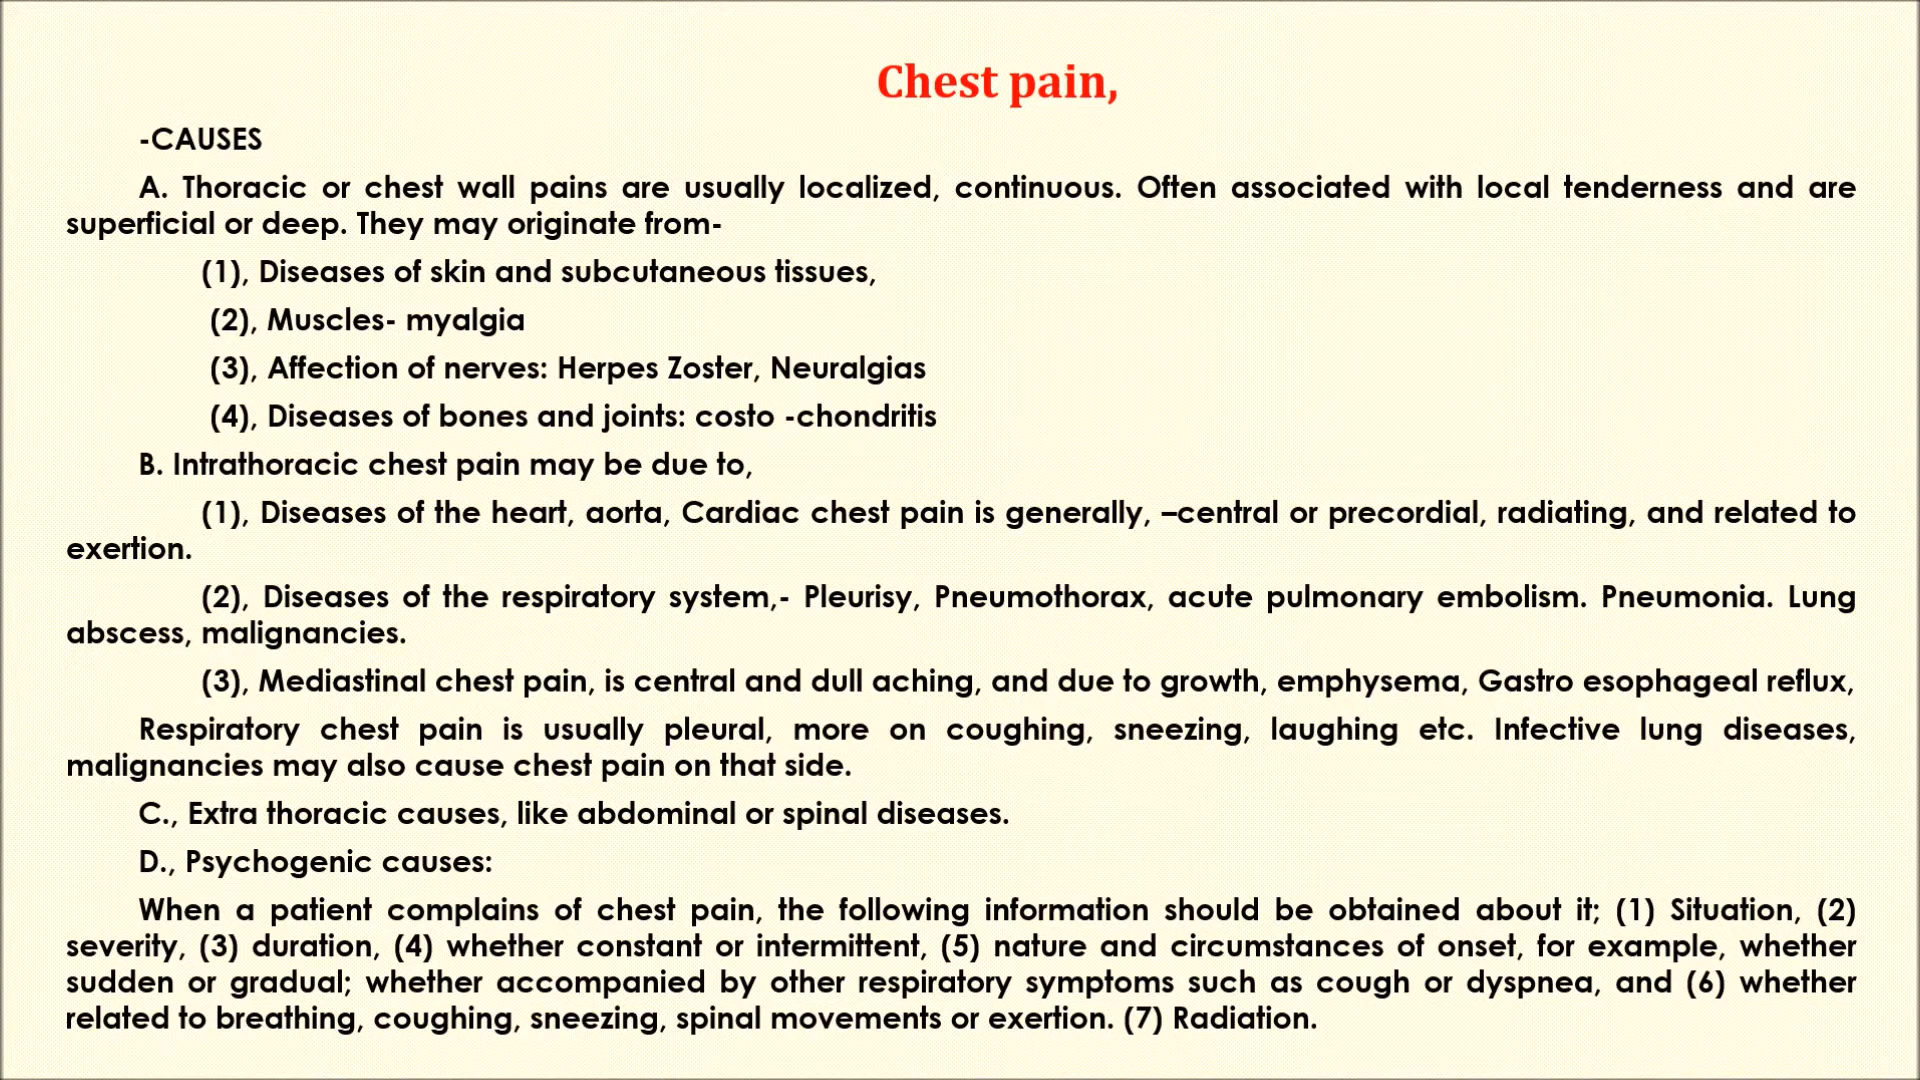 Chest pain,
-CAUSES
A. Thoracic or chest wall pains are usually localized, continuous. Often associated with local tenderness and are
superficial or deep. They may originate from-
(1), Diseases of skin and subcutaneous tissues,
(2), Muscles- myalgia
(3), Affection of nerves: Herpes Zoster, Neuralgias
(4), Diseases of bones and joints: costo -chondritis
B. Intrathoracic chest pain may be due to,
(1), Diseases of the heart, aorta, Cardiac chest pain is generally, –central or precordial, radiating, and related to
exertion.
(2), Diseases of the respiratory system,- Pleurisy, Pneumothorax, acute pulmonary embolism. Pneumonia. Lung
abscess, malignancies.
(3), Mediastinal chest pain, is central and dull aching, and due to growth, emphysema, Gastro esophageal reflux,
Respiratory chest pain is usually pleural, more on coughing, sneezing, laughing etc. Infective lung diseases,
malignancies may also cause chest pain on that side.
C., Extra thoracic causes, like abdominal or spinal diseases.
D., Psychogenic causes:
When a patient complains of chest pain, the following information should be obtained about it; (1) Situation, (2)
severity, (3) duration, (4) whether constant or intermittent, (5) nature and circumstances of onset, for example, whether
sudden or gradual; whether accompanied by other respiratory symptoms such as cough or dyspnea, and (6) whether
related to breathing, coughing, sneezing, spinal movements or exertion. (7) Radiation.